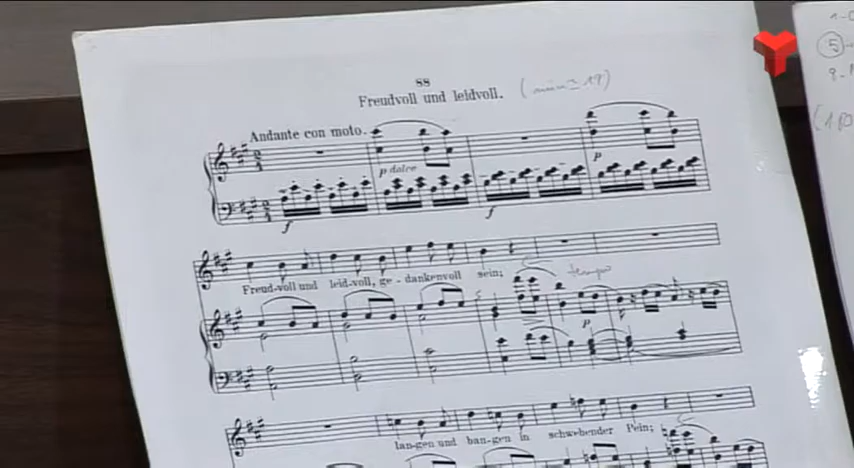 88
Freudvoll und leidvoll.
Andante con moto.
p dolce
p
f
f
Freud-voll und leid-voll, ge - dankenvoll sein;
tempo
p
lan-gen und ban-gen in schwebender Pein;